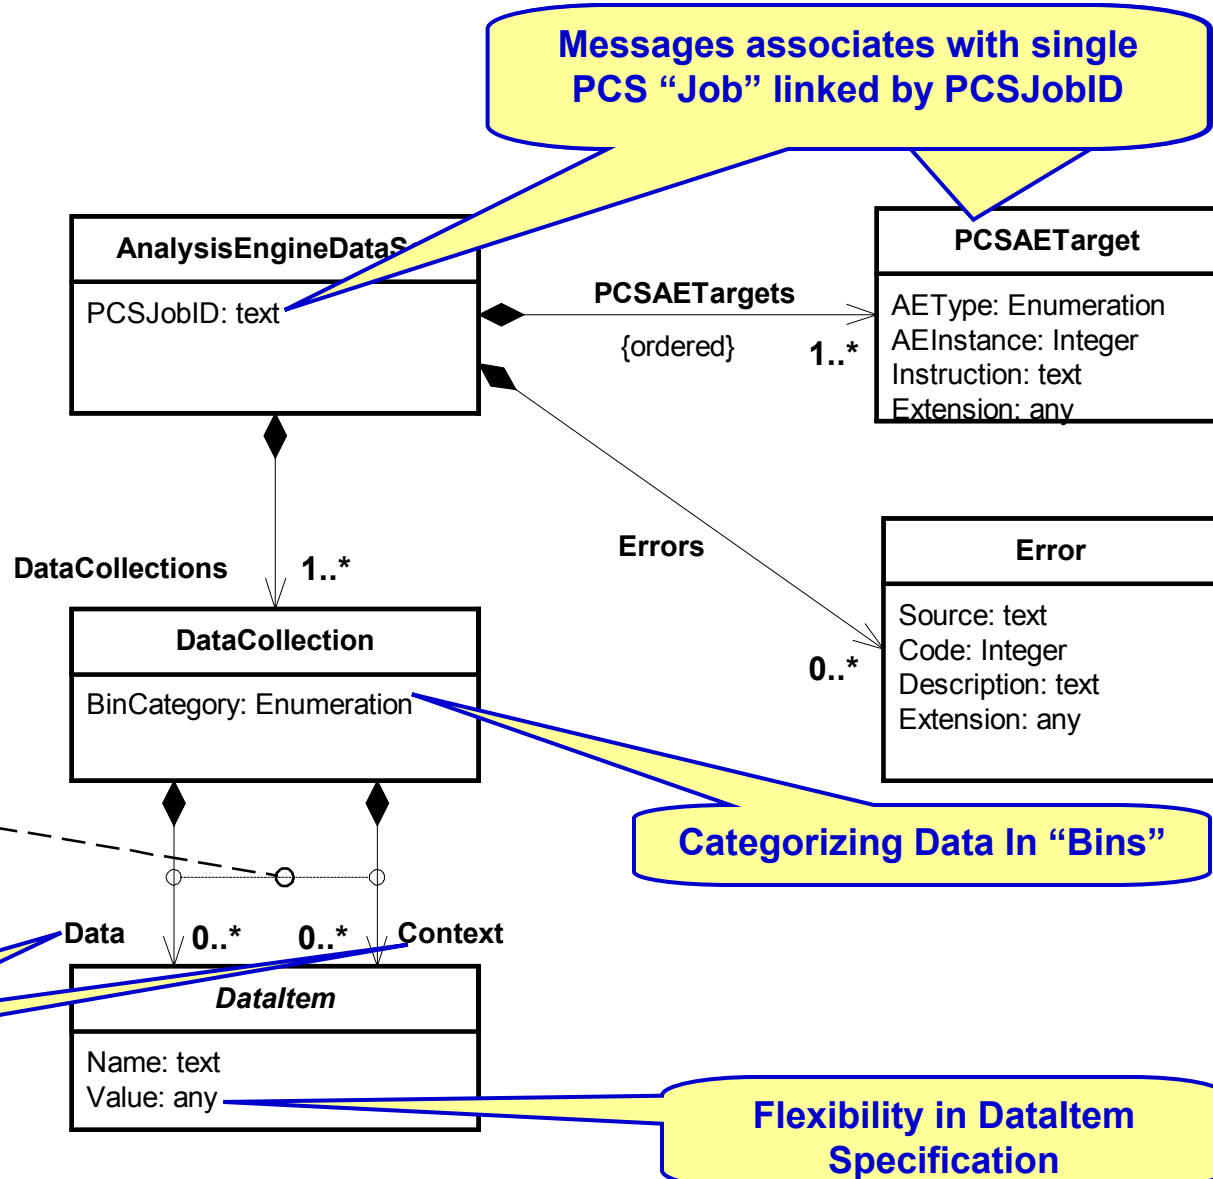 Messages associates with single
PCS “Job” linked by PCSJobID
AnalysisEngineDataS
PCSJobID: text
PCSAETargets
{ordered}
1..*
PCSAETarget
AEType: Enumeration
AEInstance: Integer
Instruction: text
Extension: any
Errors
0..*
Error
Source: text
Code: Integer
Description: text
Extension: any
DataCollections
1..*
DataCollection
BinCategory: Enumeration
Categorizing Data In “Bins”
Data
0..*
0..*
Context
DataItem
Name: text
Value: any
Flexibility in DataItem
Specification